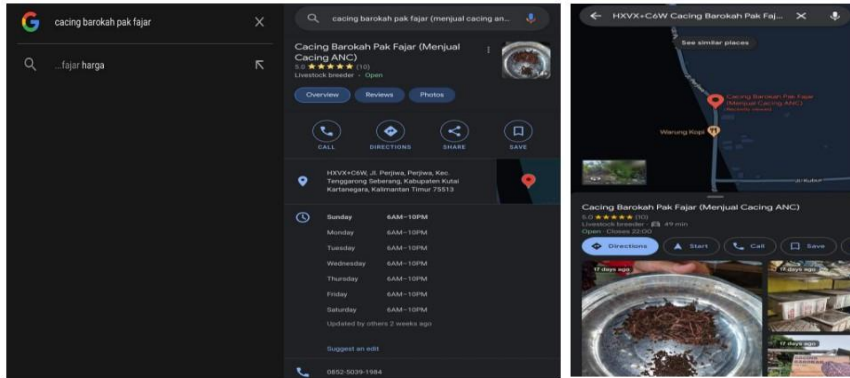 cacing barokah pak fajar
...fajar harga
cacing barokah pak fajar (menjual cacing an...
Cacing Barokah Pak Fajar (Menjual
Cacing ANC)
5.0 ★★★★★ (10)
Livestock breeder · Open
Overview
Reviews
Photos
CALL
DIRECTIONS
SHARE
SAVE
HXVX+C6W, Jl. Perjiwa, Perjiwa, Kec.
Tenggarong Seberang, Kabupaten Kutai
Kartanegara, Kalimantan Timur 75513
Sunday 6AM–10PM
Monday 6AM–10PM
Tuesday 6AM–10PM
Wednesday 6AM–10PM
Thursday 6AM–10PM
Friday 6AM–10PM
Saturday 6AM–10PM
Updated by others 2 weeks ago
Suggest an edit
0852-5039-1984
HXVX+C6W Cacing Barokah Pak Faj...
See similar places
Cacing Barokah Pak Fajar
(Menjual Cacing ANC)
Recently viewed
Warung Kopi
Cacing Barokah Pak Fajar (Menjual Cacing ANC)
5.0 ★★★★★ (10)
Livestock breeder · 49 min
Open · Closes 22:00
Directions
Start
Call
Save
17 days ago
17 days ago
17 days ago